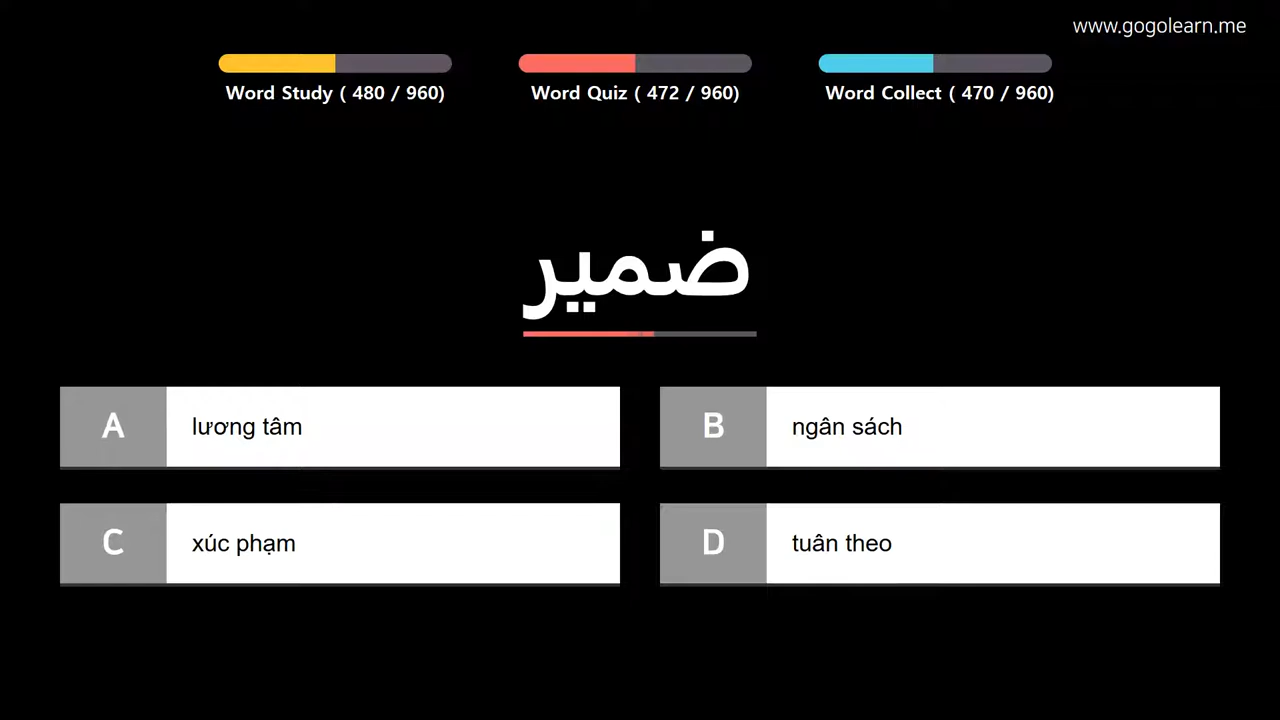 www.gogolearn.me
Word Study ( 480 / 960)
Word Quiz ( 472 / 960)
Word Collect ( 470 / 960)
ضمير
A lương tâm
B ngân sách
C xúc phạm
D tuân theo